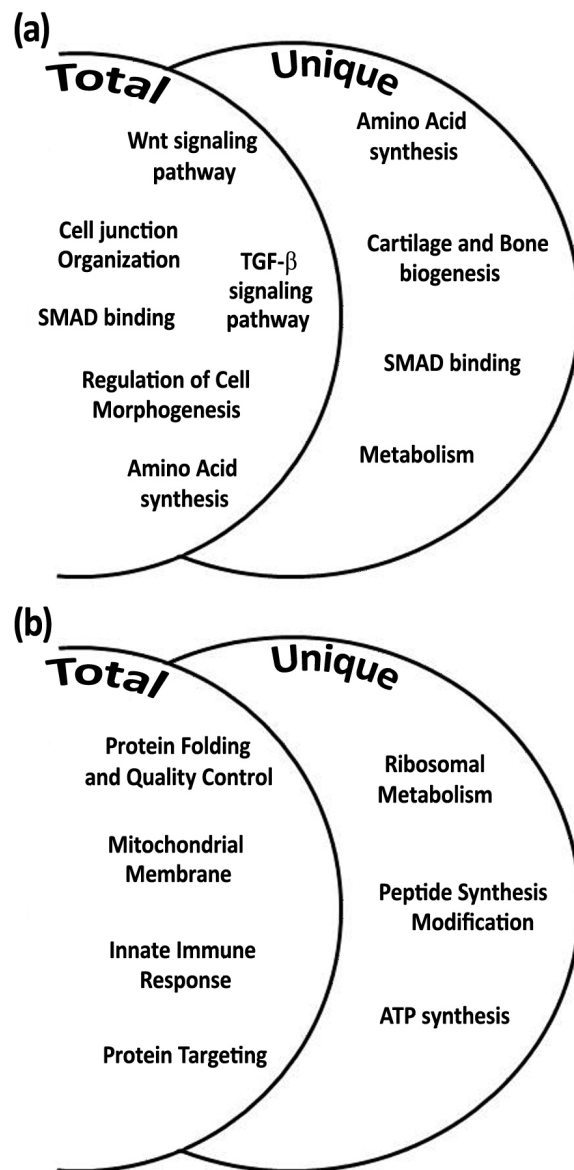 (a)
Total
Wnt signaling
pathway
Cell junction
Organization
TGF-β
signaling
pathway
SMAD binding
Regulation of Cell
Morphogenesis
Amino Acid
synthesis
Unique
Amino Acid
synthesis
Cartilage and Bone
biogenesis
SMAD binding
Metabolism
(b)
Total
Protein Folding
and Quality Control
Mitochondrial
Membrane
Innate Immune
Response
Protein Targeting
Unique
Ribosomal
Metabolism
Peptide Synthesis
Modification
ATP synthesis